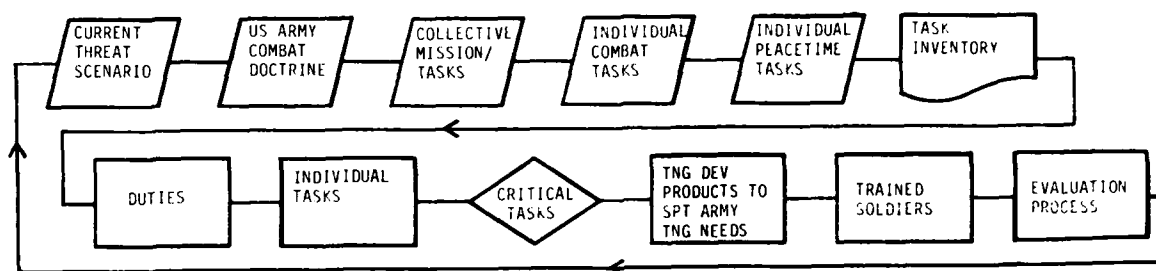 CURRENT
THREAT
SCENARIO
US ARMY
COMBAT
DOCTRINE
COLLECTIVE
MISSION/
TASKS
INDIVIDUAL
COMBAT
TASKS
INDIVIDUAL
PEACETIME
TASKS
TASK
INVENTORY
DUTIES
INDIVIDUAL
TASKS
CRITICAL
TASKS
TNG DEV
PRODUCTS TO
SPT ARMY
TNG NEEDS
TRAINED
SOLDIERS
EVALUATION
PROCESS